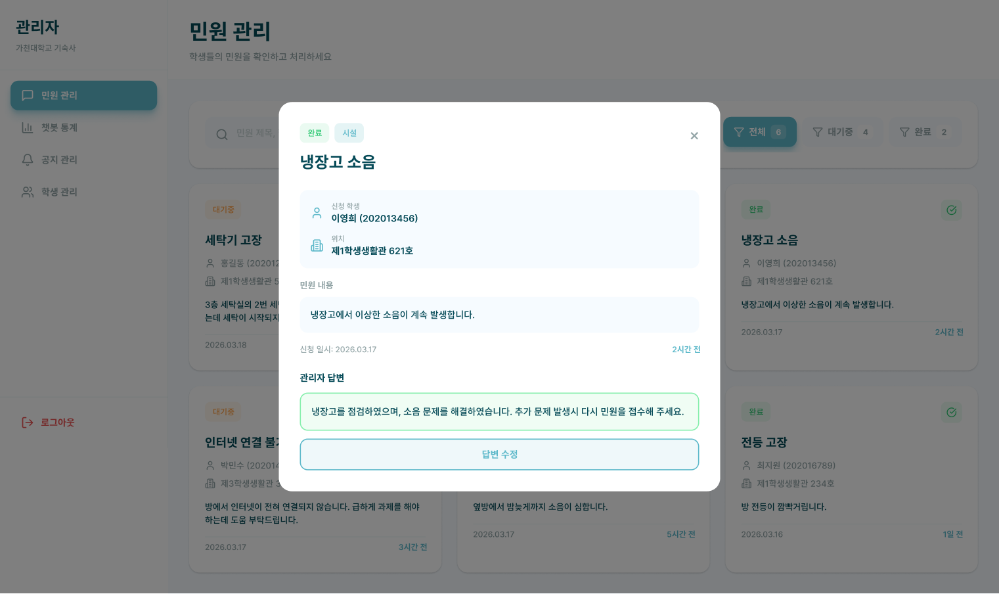 관리자
가천대학교 기숙사
민원 관리
챗봇 통계
공지 관리
학생 관리
로그아웃
민원 관리
학생들의 민원을 확인하고 처리하세요
민원 제목,
전체 6
대기중 4
완료 2
대기중
세탁기 고장
홍길동 (20201
제1학생생활관
3층 세탁실의 2번
는데 세탁이 시작되지
2026.03.18
완료
냉장고 소음
이영희 (202013456)
제1학생생활관 621호
냉장고에서 이상한 소음이 계속 발생합니다.
2026.03.17
2시간 전
대기중
인터넷 연결
박민수 (20201
제3학생생활관
방에서 인터넷이 전혀 연결되지 않습니다. 급하게 과제를 해야
하는데 도움 부탁드립니다.
2026.03.17
3시간 전
옆방에서 밤늦게까지 소음이 심합니다.
2026.03.17
5시간 전
완료
전등 고장
최지원 (202016789)
제1학생생활관 234호
방 전등이 깜빡거립니다.
2026.03.16
1일 전
완료
시설
냉장고 소음
신청 학생
이영희 (202013456)
위치
제1학생생활관 621호
민원 내용
냉장고에서 이상한 소음이 계속 발생합니다.
신청 일시: 2026.03.17
2시간 전
관리자 답변
냉장고를 점검하였으며, 소음 문제를 해결하였습니다. 추가 문제 발생시 다시 민원을 접수해 주세요.
답변 수정